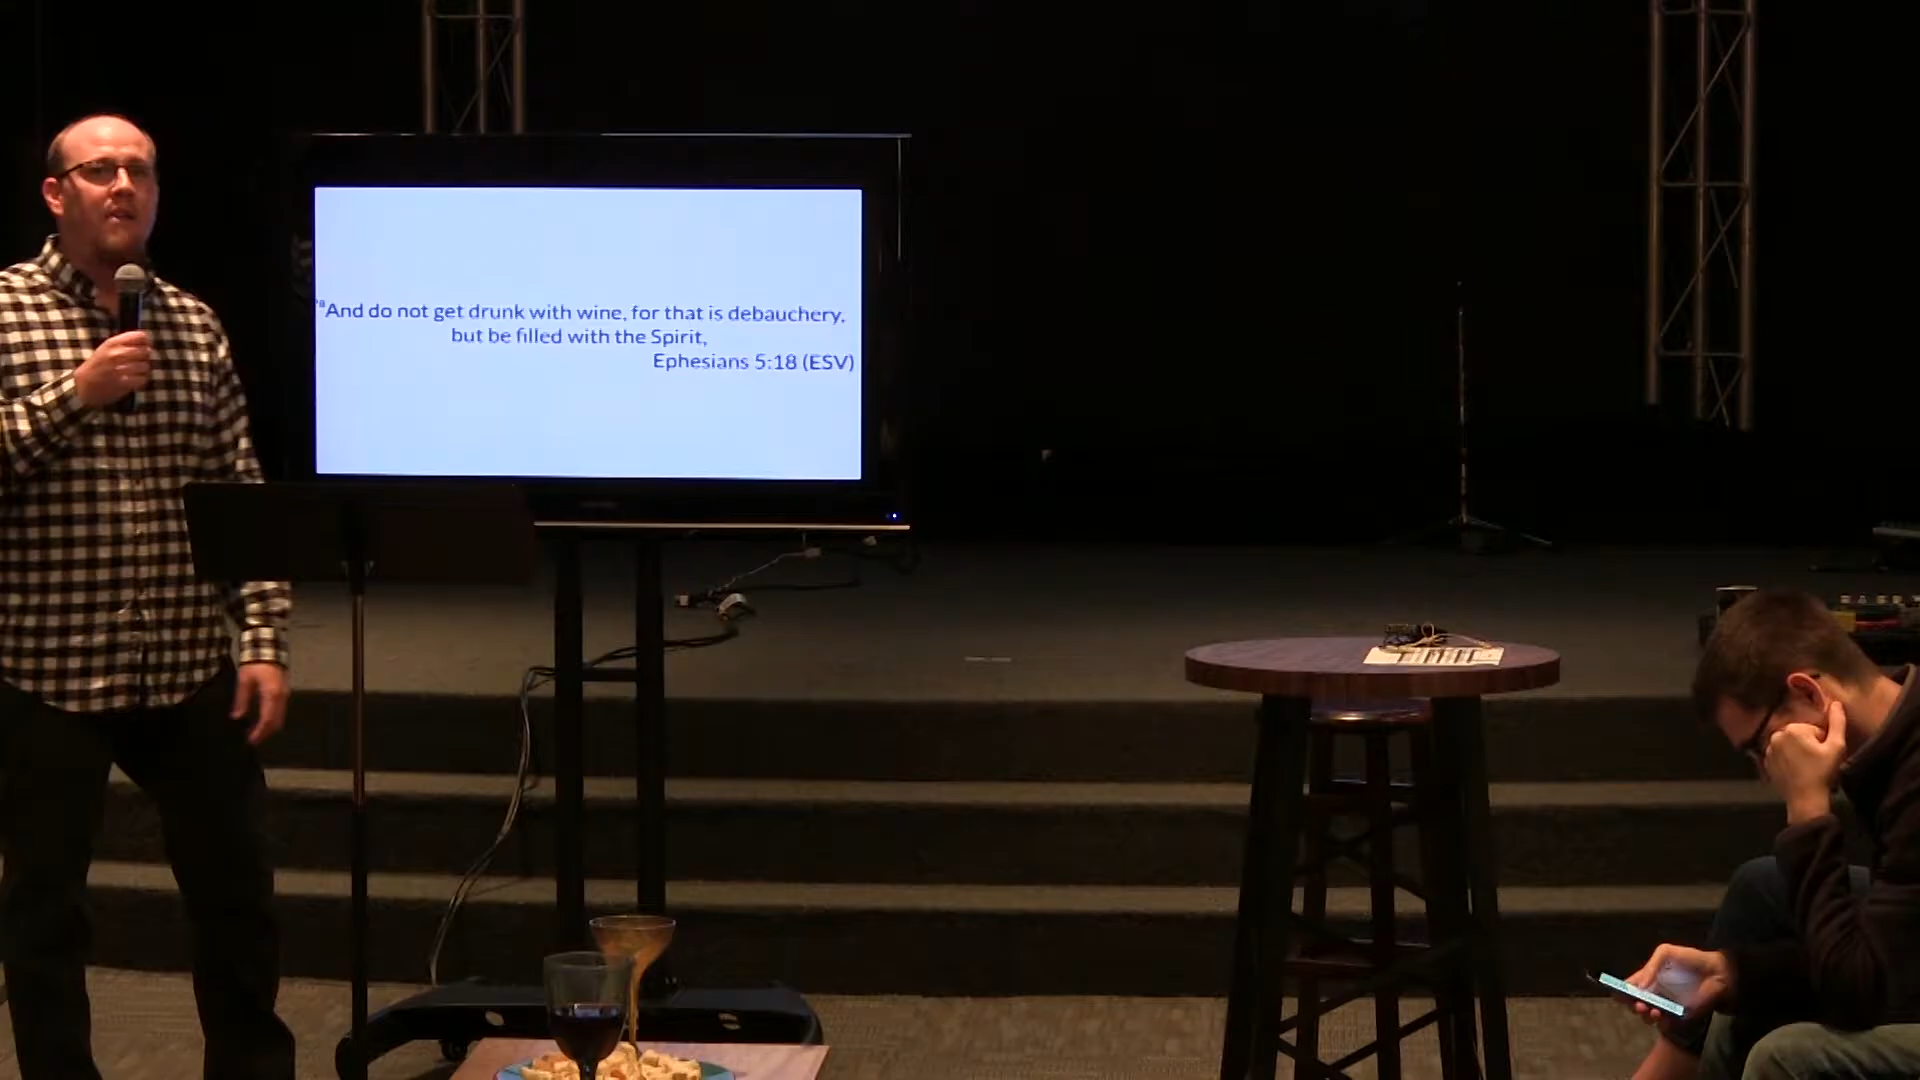 ¹⁸And do not get drunk with wine, for that is debauchery,
but be filled with the Spirit,
Ephesians 5:18 (ESV)